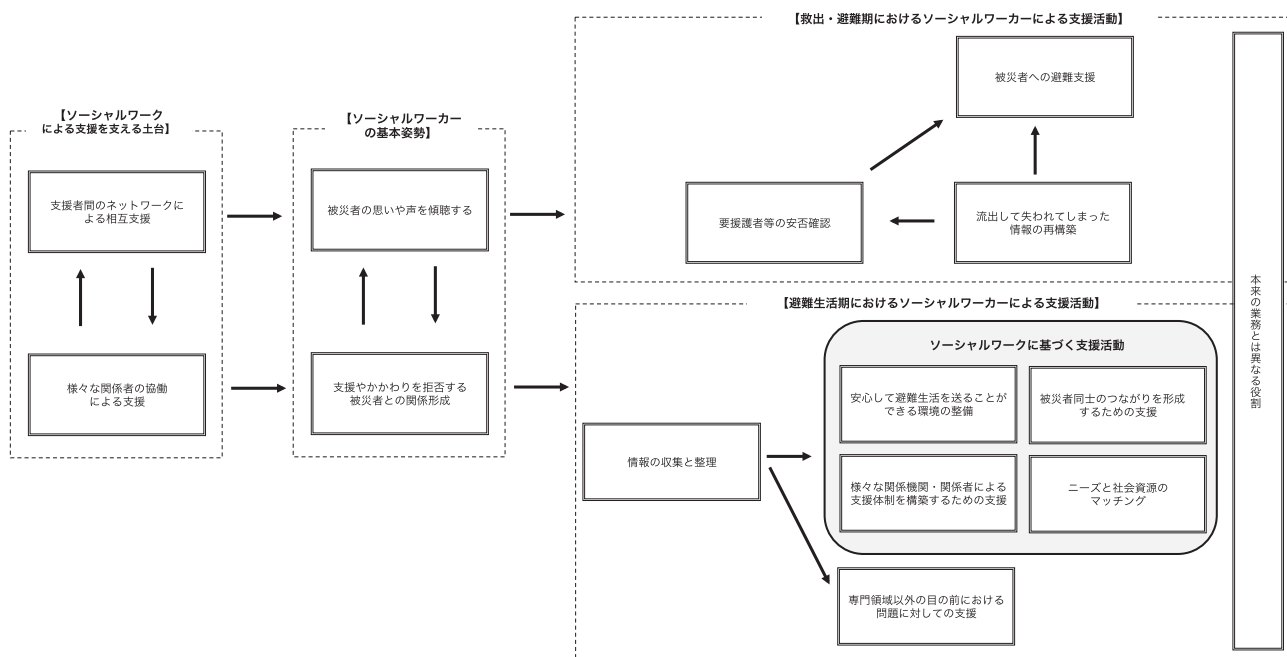 【ソーシャルワーク
による支援を支える土台】
支援者間のネットワークに
よる相互支援
様々な関係者の協働
による支援
【ソーシャルワーカー
の基本姿勢】
被災者の思いや声を傾聴する
支援やかかわりを拒否する
被災者との関係形成
【救出・避難期におけるソーシャルワーカーによる支援活動】
被災者への避難支援
要援護者等の安否確認
流出して失われてしまった
情報の再構築
【避難生活期におけるソーシャルワーカーによる支援活動】
情報の収集と整理
ソーシャルワークに基づく支援活動
安心して避難生活を送ることが
できる環境の整備
被災者同士のつながりを形成
するための支援
様々な関係機関・関係者による
支援体制を構築するための支援
ニーズと社会資源の
マッチング
専門領域以外の目の前における
問題に対しての支援
本来の業務とは異なる役割